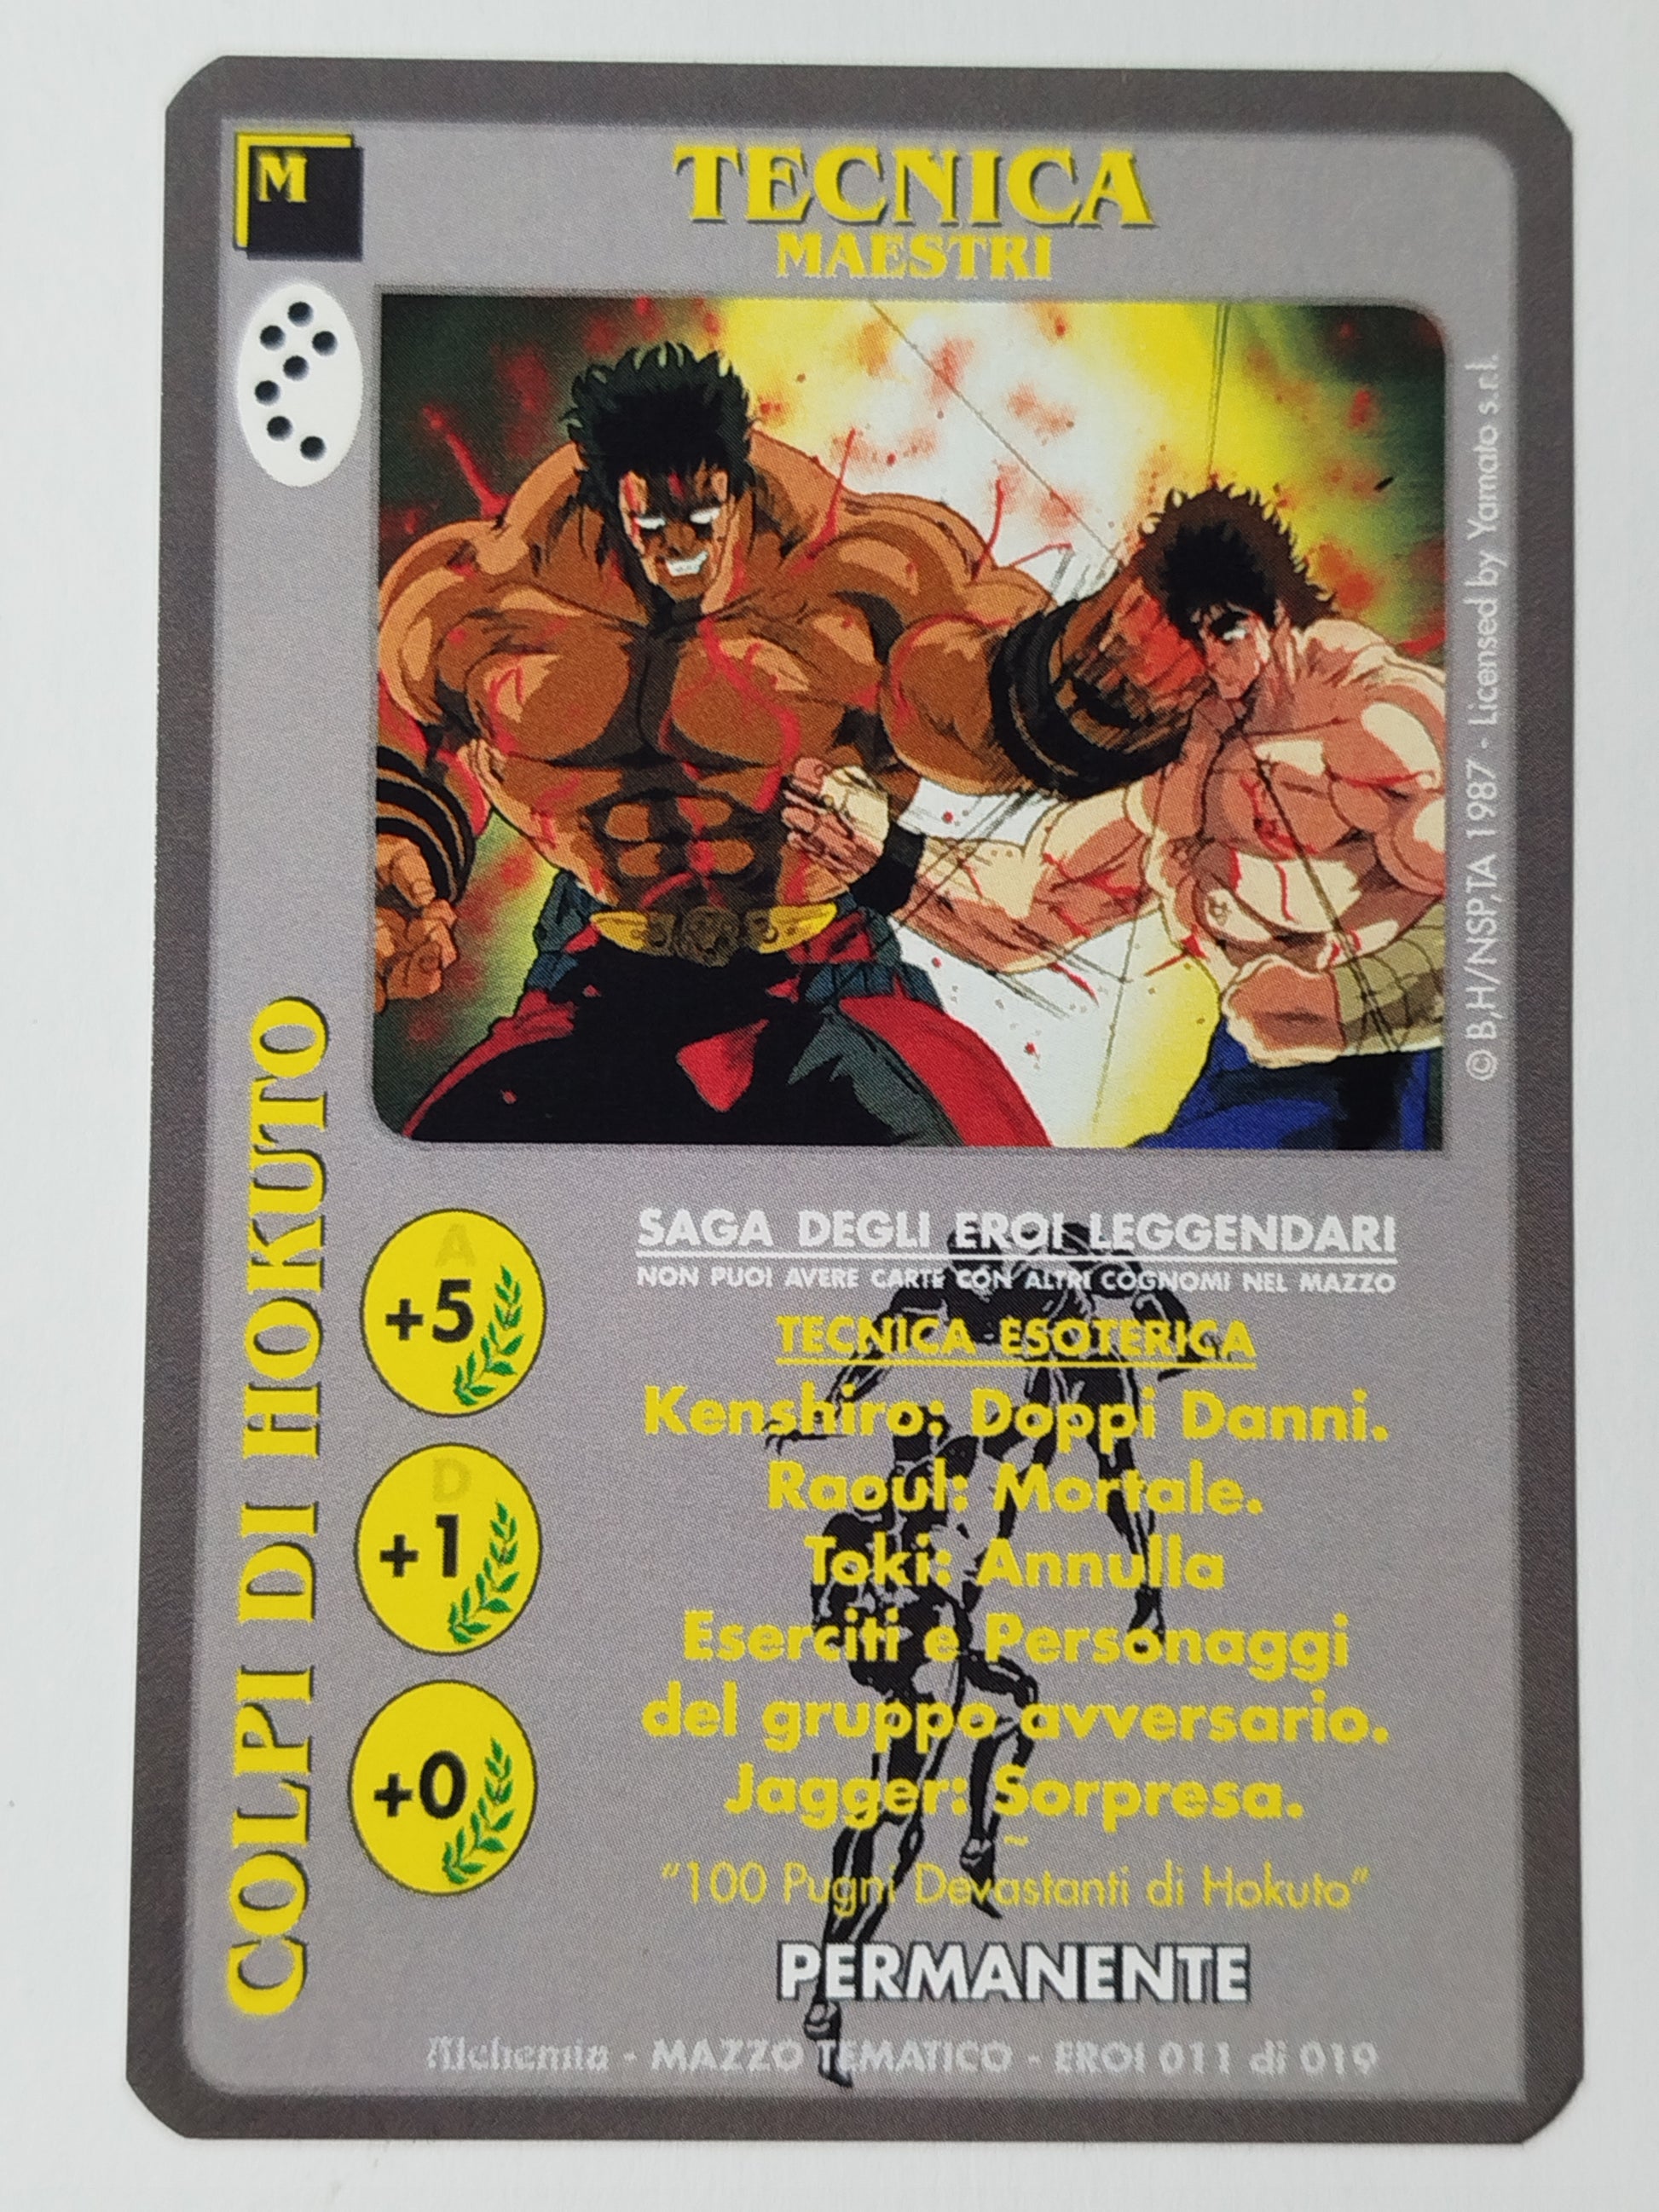 M
TECNICA
MAESTRI
© B,H/NSP,TA 1987 - Licensed by Yamato s.r.l.
COLPI DI HOKUTO
A
+5
D
+1
+0
SAGA DEGLI EROI LEGGENDARI
NON PUOI AVERE CARTE CON ALTRI COGNOMI NEL MAZZO
TECNICA ESOTERICA
Kenshiro: Doppi Danni.
Raoul: Mortale.
Toki: Annulla
Eserciti e Personaggi
del gruppo avversario.
Jagger: Sorpresa.
~
"100 Pugni Devastanti di Hokuto"
PERMANENTE
Alchemia - MAZZO TEMATICO - EROI 011 di 019